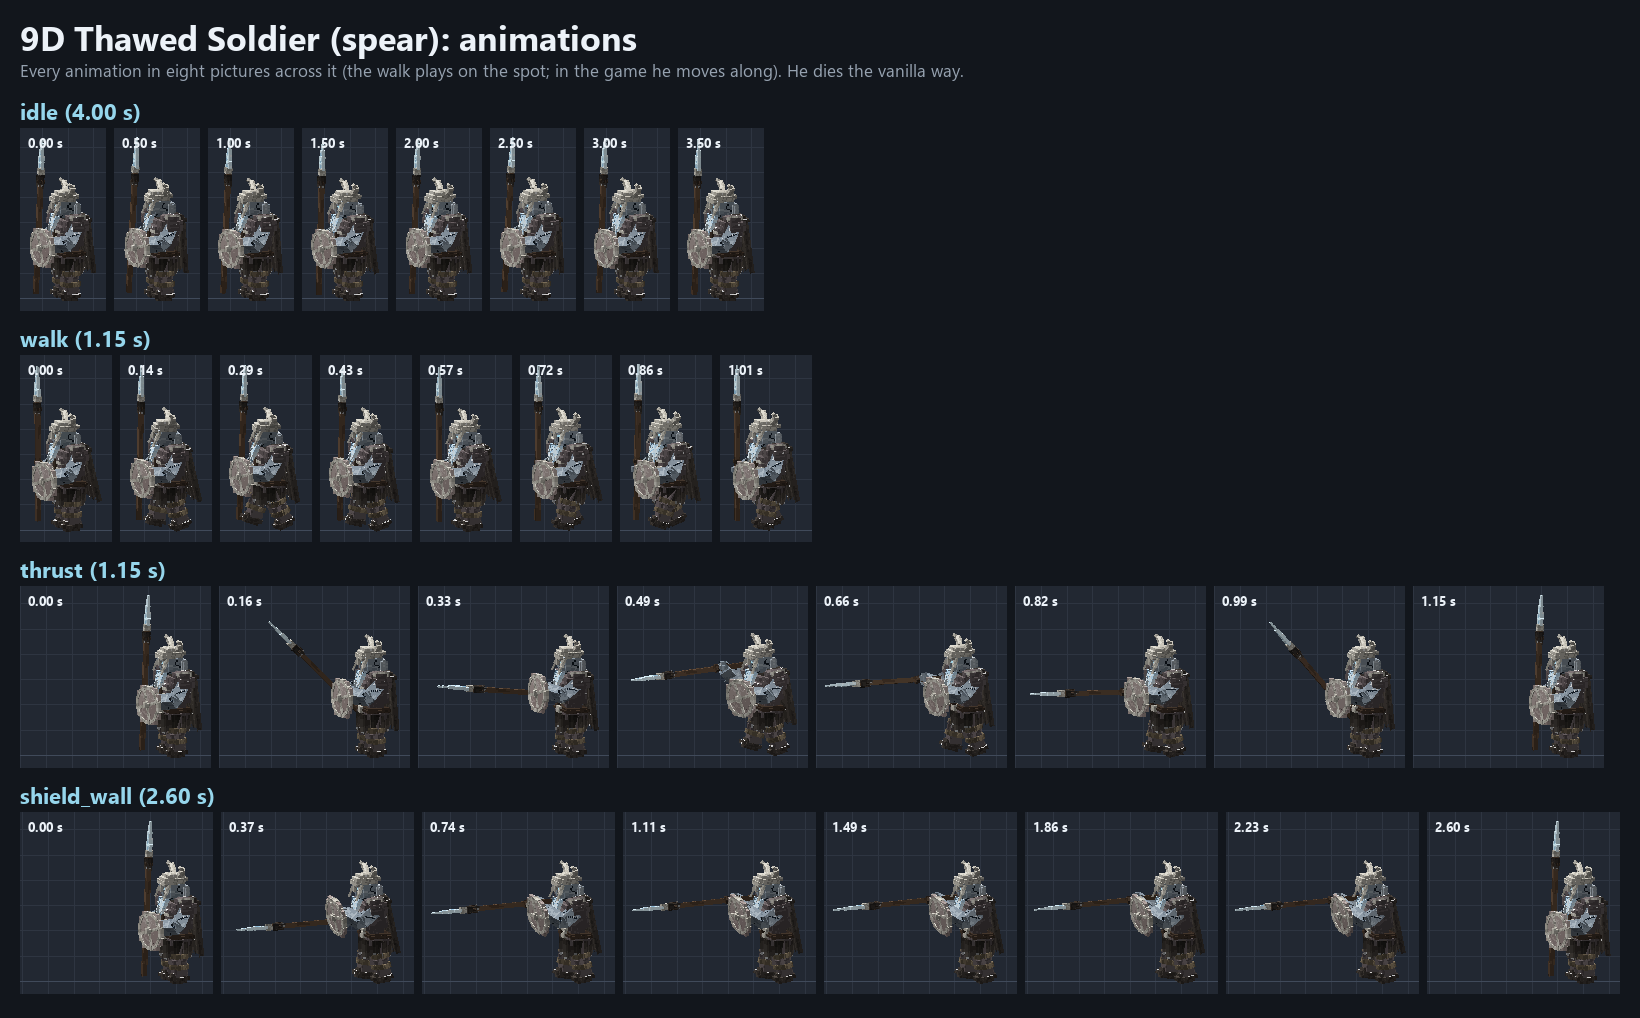 9D Thawed Soldier (spear): animations
Every animation in eight pictures across it (the walk plays on the spot; in the game he moves along). He dies the vanilla way.
idle (4.00 s)
0.00 s 0.50 s 1.00 s 1.50 s 2.00 s 2.50 s 3.00 s 3.50 s
walk (1.15 s)
0.00 s 0.14 s 0.29 s 0.43 s 0.57 s 0.72 s 0.86 s 1.01 s
thrust (1.15 s)
0.00 s 0.16 s 0.33 s 0.49 s 0.66 s 0.82 s 0.99 s 1.15 s
shield_wall (2.60 s)
0.00 s 0.37 s 0.74 s 1.11 s 1.49 s 1.86 s 2.23 s 2.60 s